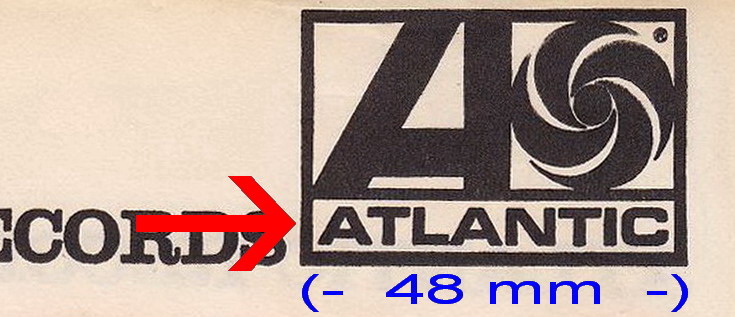 A ®
ECORDS ATLANTIC
(- 48 mm -)